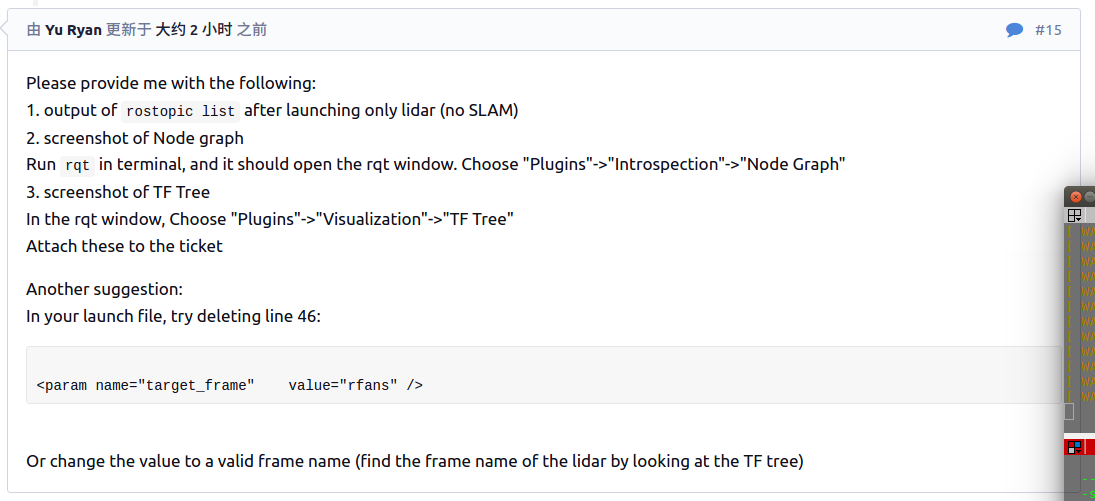 由 Yu Ryan 更新于 大约 2 小时 之前
#15
Please provide me with the following:
1. output of rostopic list after launching only lidar (no SLAM)
2. screenshot of Node graph
Run rqt in terminal, and it should open the rqt window. Choose "Plugins"->"Introspection"->"Node Graph"
3. screenshot of TF Tree
In the rqt window, Choose "Plugins"->"Visualization"->"TF Tree"
Attach these to the ticket
Another suggestion:
In your launch file, try deleting line 46:
<param name="target_frame"    value="rfans" />
Or change the value to a valid frame name (find the frame name of the lidar by looking at the TF tree)